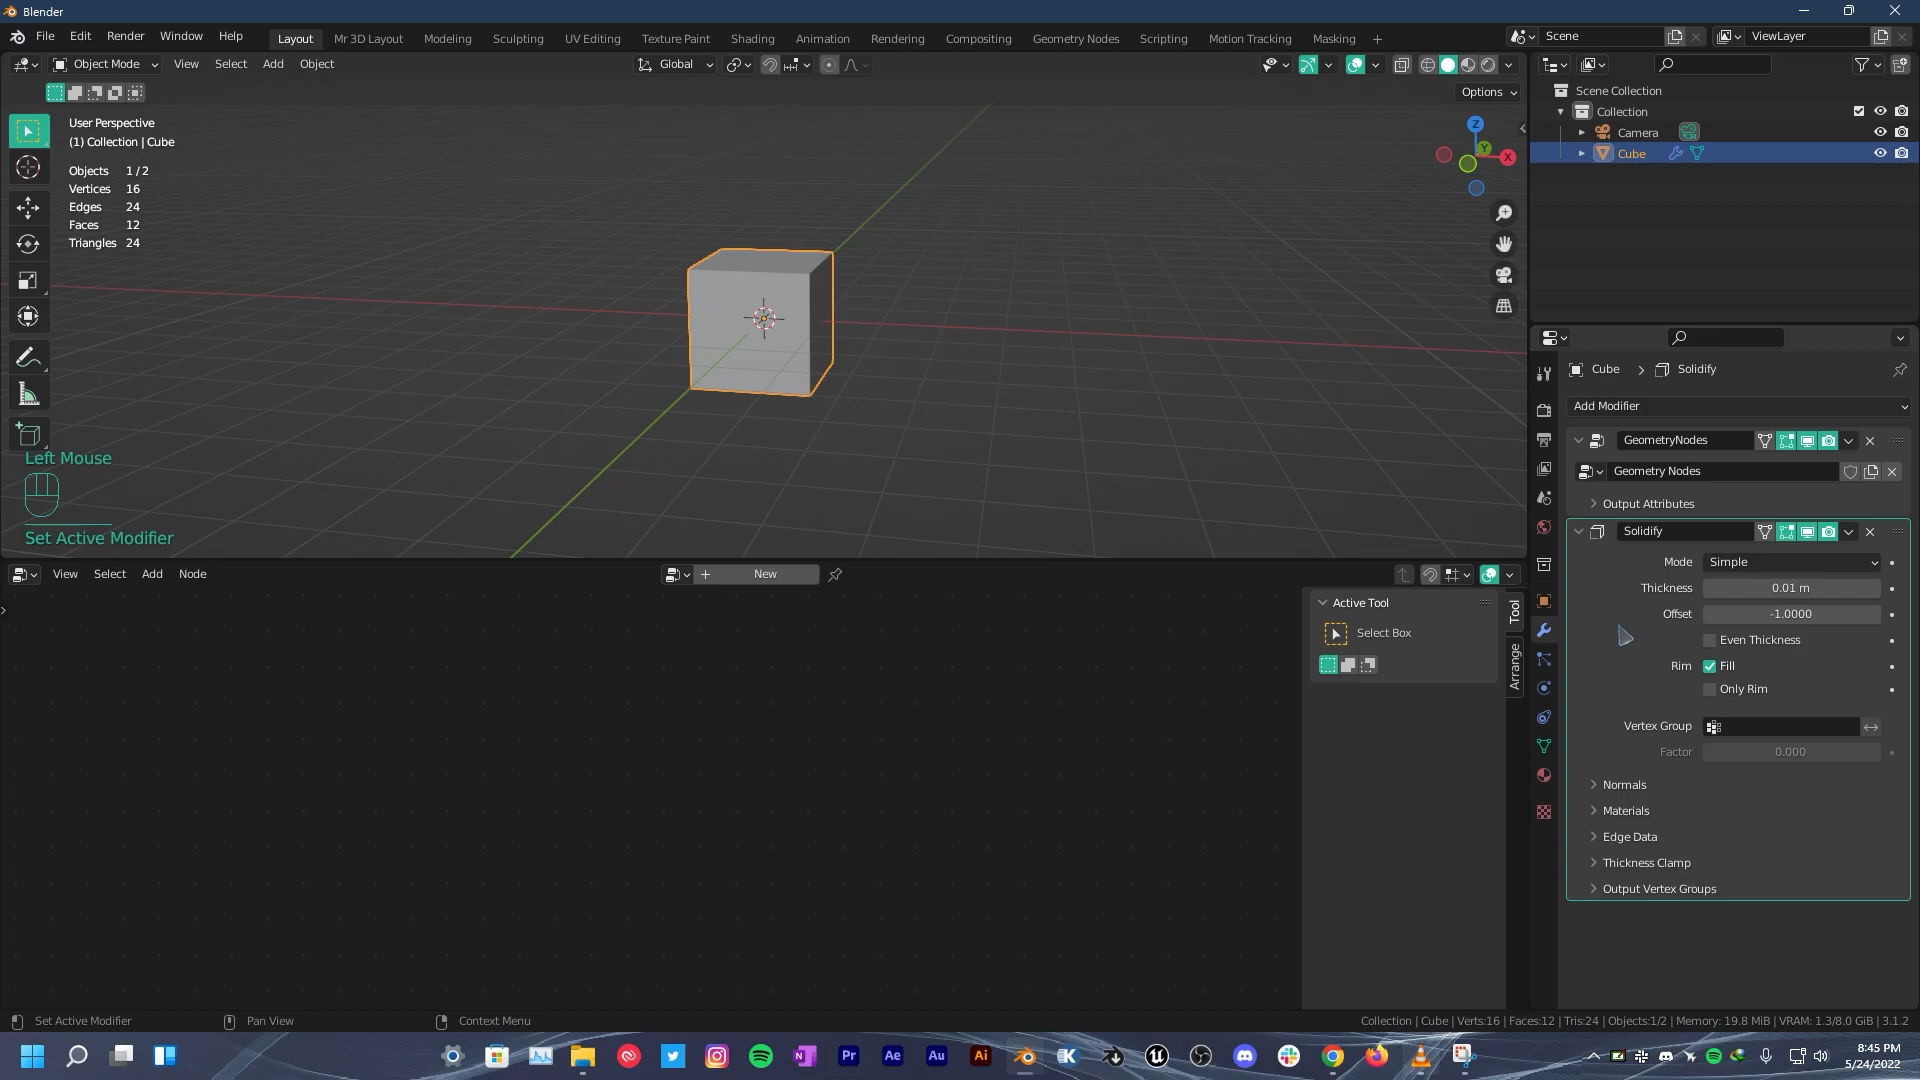 Blender
File Edit Render Window Help Layout Mr 3D Layout Modeling Sculpting UV Editing Texture Paint Shading Animation Rendering Compositing Geometry Nodes Scripting Motion Tracking Masking + Scene ViewLayer
Object Mode View Select Add Object Global
Options
User Perspective
(1) Collection | Cube
Objects 1 / 2
Vertices 16
Edges 24
Faces 12
Triangles 24
Z
Y
X
Left Mouse
Set Active Modifier
Scene Collection
Collection
Camera
Cube
Cube > Solidify
Add Modifier
GeometryNodes
Geometry Nodes
Output Attributes
Solidify
Mode Simple
Thickness 0.01 m
Offset -1.0000
Even Thickness
Rim Fill
Only Rim
Vertex Group
Factor 0.000
Normals
Materials
Edge Data
Thickness Clamp
Output Vertex Groups
View Select Add Node + New
Active Tool
Select Box
Tool
Arrange
Set Active Modifier Pan View Context Menu Collection | Cube | Verts:16 | Faces:12 | Tris:24 | Objects:1/2 | Memory: 19.8 MiB | VRAM: 1.3/8.0 GiB | 3.1.2
Pr Ae Au Ai K
8:45 PM
5/24/2022